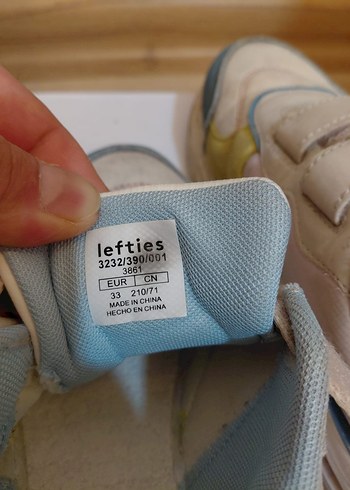 lefties
3232/390/001
3861
EUR CN
33 210/71
MADE IN CHINA
HECHO EN CHINA